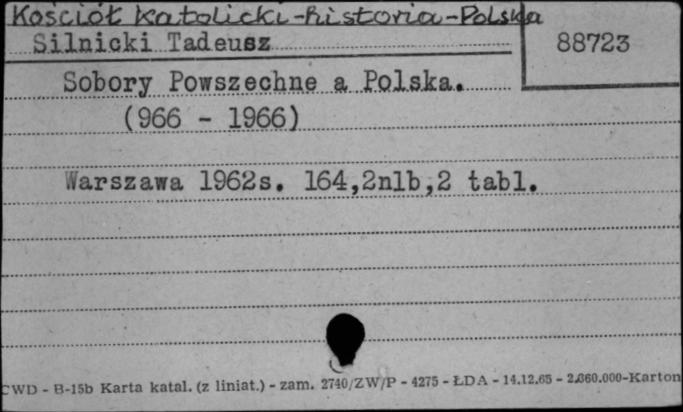 Kościół Katolicki-historia-Polska
Silnicki Tadeusz
88723
Sobory Powszechne a Polska.
(966 - 1966)
Warszawa 1962s. 164,2nlb,2 tabl.
CWD - B-15b Karta katal. (z liniat.) - zam. 2740/ZW/P - 4275 - ŁDA - 14.12.65 - 2.860.000-Karton